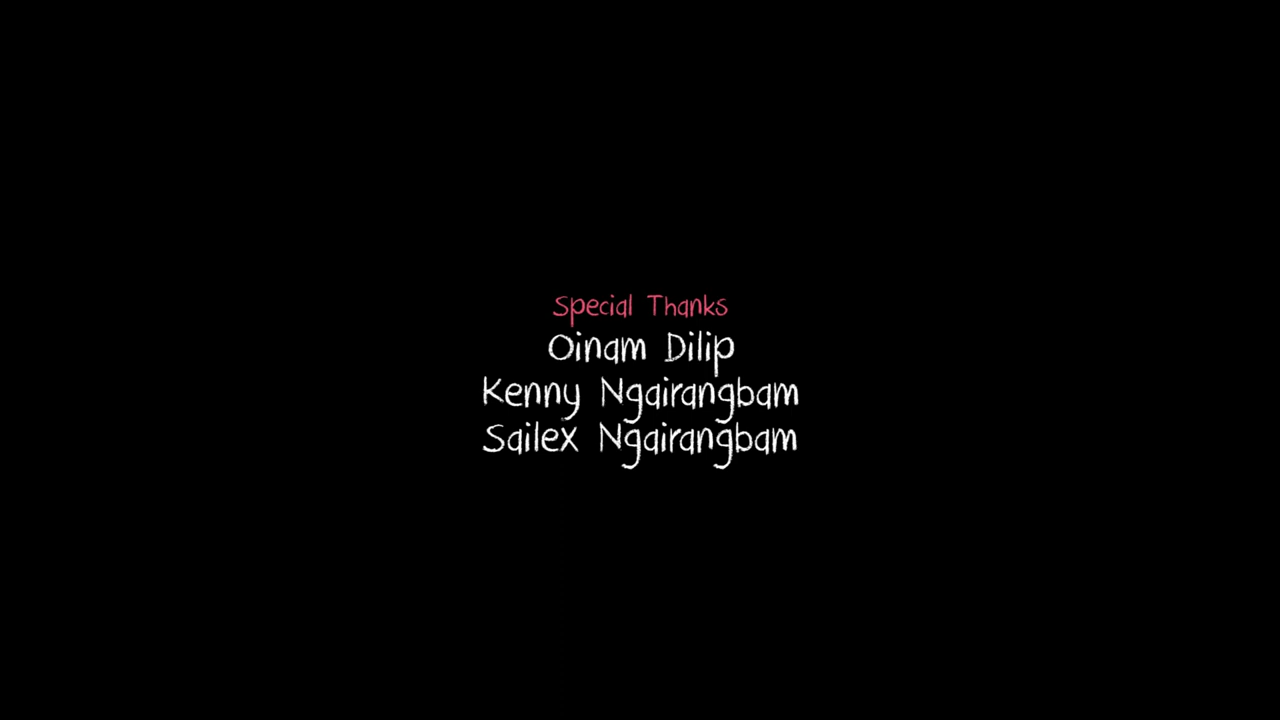 Special Thanks
Oinam Dilip
Kenny Ngairangbam
Sailex Ngairangbam